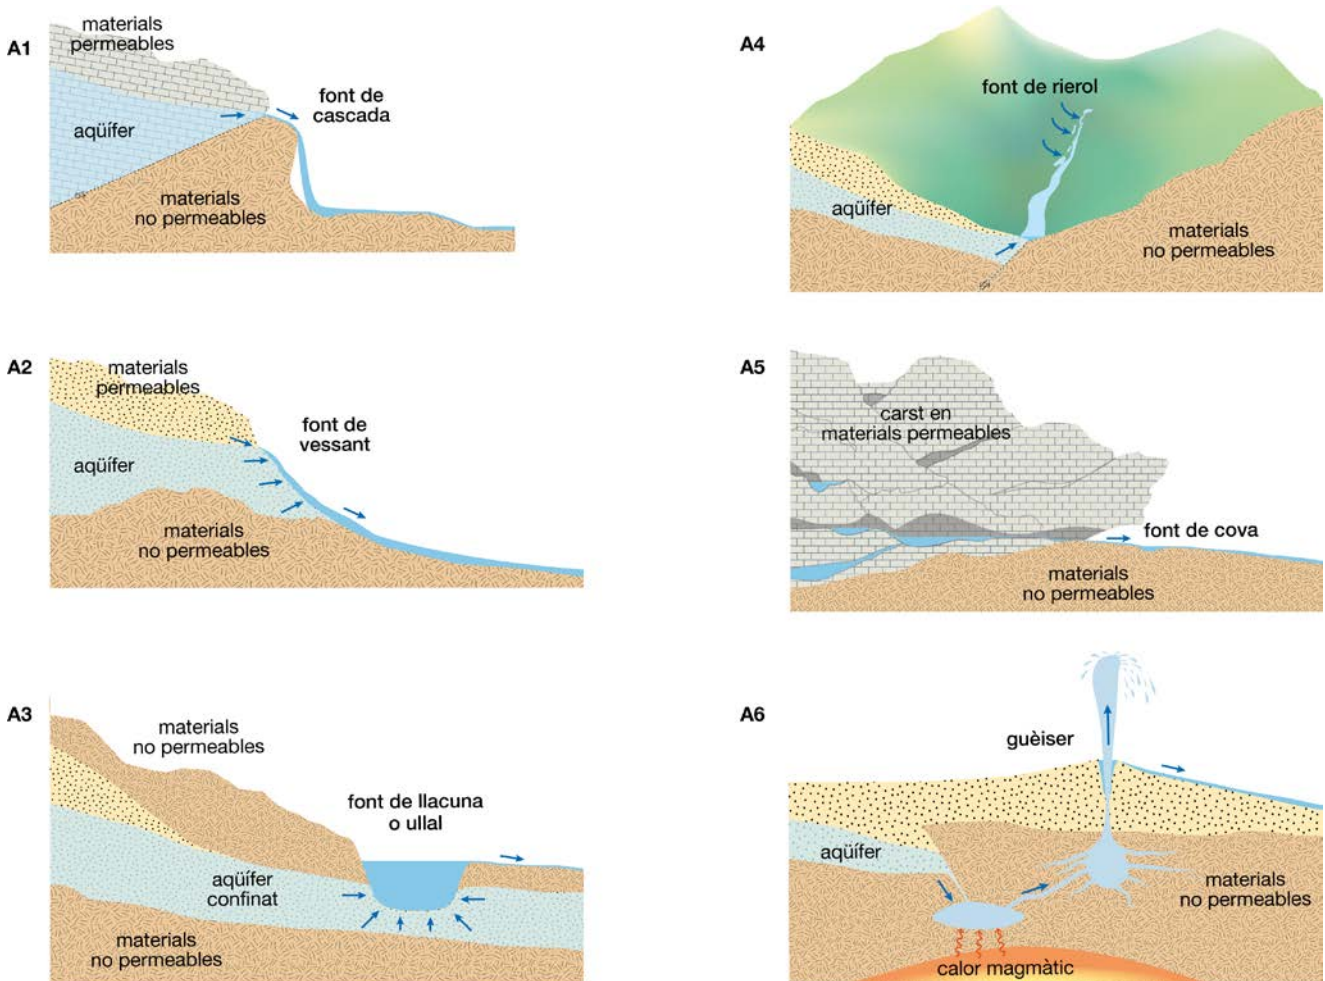 A1
materials
permeables
font de
cascada
aqüífer
materials
no permeables
A2
materials
permeables
font de
vessant
aqüífer
materials
no permeables
A3
materials
no permeables
font de llacuna
o ullal
aqüífer
confinat
materials
no permeables
A4
font de rierol
aqüífer
materials
no permeables
A5
carst en
materials permeables
font de cova
materials
no permeables
A6
guèiser
aqüífer
materials
no permeables
calor magmàtic